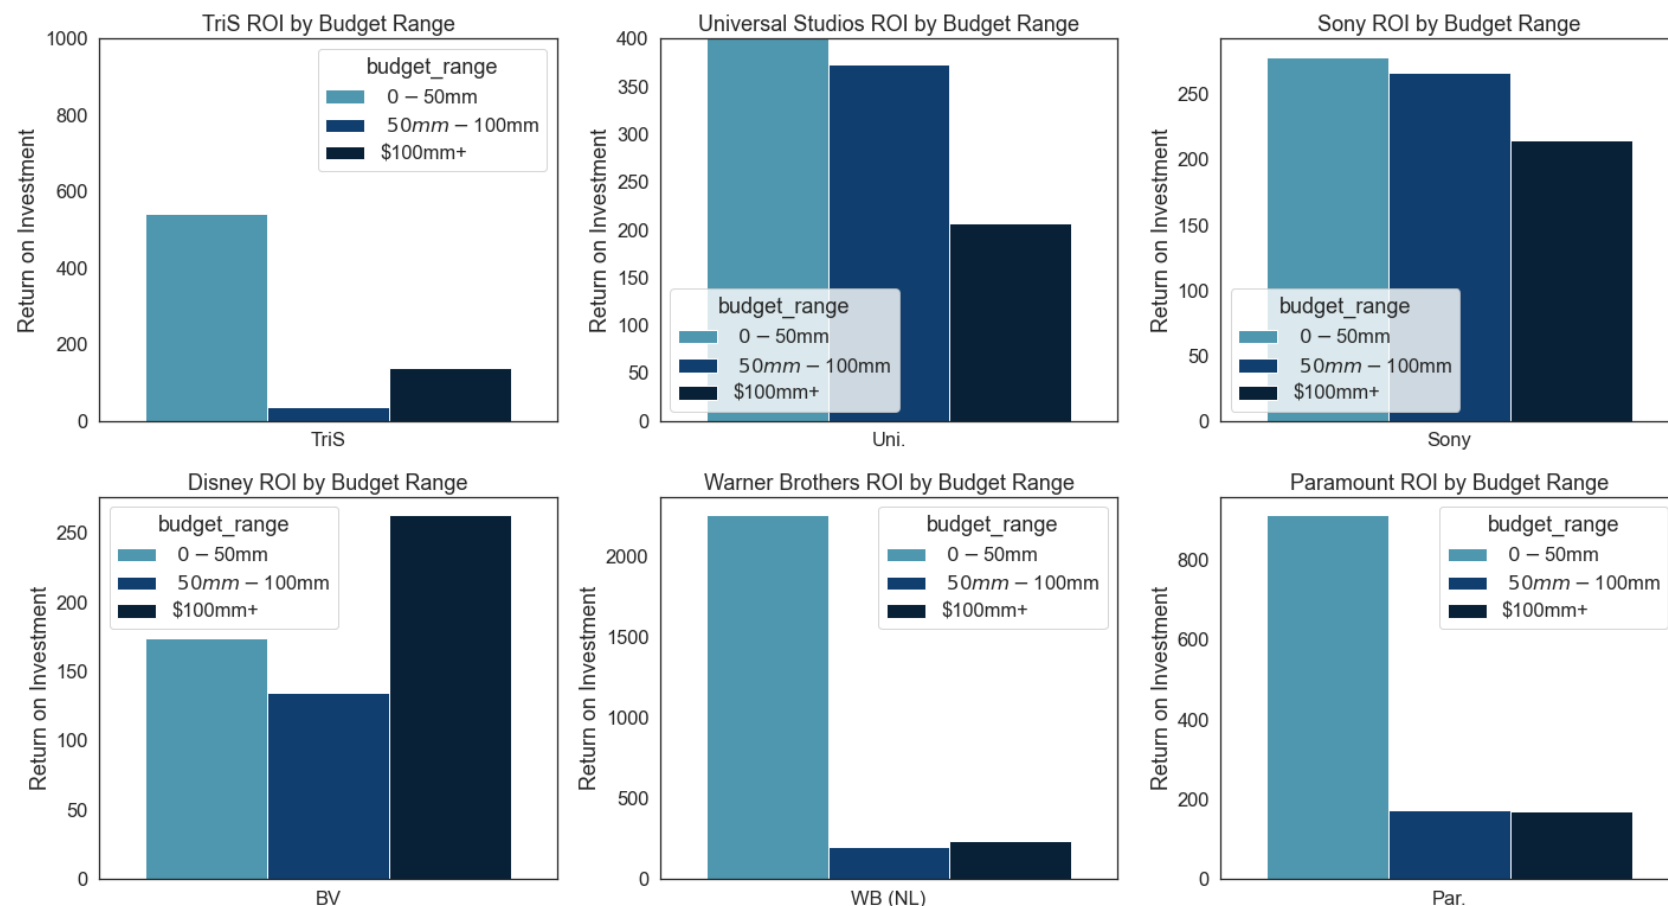 TriS ROI by Budget Range
Return on Investment
1000
800
600
400
200
0
budget_range
0 − 50mm
50mm − 100mm
$100mm+
TriS
Universal Studios ROI by Budget Range
Return on Investment
400
350
300
250
200
150
100
50
0
budget_range
0 − 50mm
50mm − 100mm
$100mm+
Uni.
Sony ROI by Budget Range
Return on Investment
250
200
150
100
50
0
budget_range
0 − 50mm
50mm − 100mm
$100mm+
Sony
Disney ROI by Budget Range
Return on Investment
250
200
150
100
50
0
budget_range
0 − 50mm
50mm − 100mm
$100mm+
BV
Warner Brothers ROI by Budget Range
Return on Investment
2000
1500
1000
500
0
budget_range
0 − 50mm
50mm − 100mm
$100mm+
WB (NL)
Paramount ROI by Budget Range
Return on Investment
800
600
400
200
0
budget_range
0 − 50mm
50mm − 100mm
$100mm+
Par.